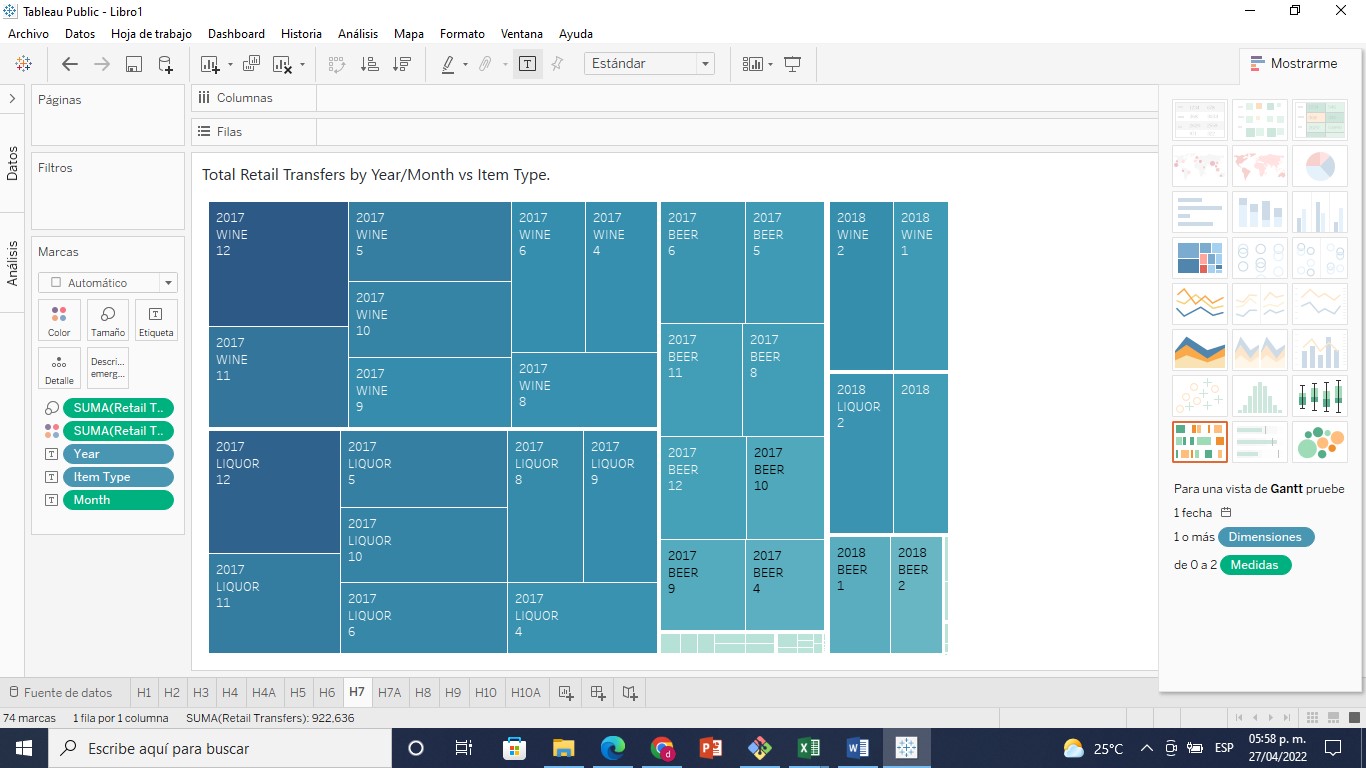 Tableau Public - Libro1
Archivo Datos Hoja de trabajo Dashboard Historia Análisis Mapa Formato Ventana Ayuda
Estándar
Mostrarme
Datos
Análisis
Páginas
Filtros
Marcas
Automático
Color Tamaño Etiqueta
Detalle Descri... emerg...
SUMA(Retail T..
SUMA(Retail T..
Year
Item Type
Month
Columnas
Filas
Total Retail Transfers by Year/Month vs Item Type.
2017
WINE
12
2017
WINE
11
2017
WINE
5
2017
WINE
10
2017
WINE
9
2017
WINE
6
2017
WINE
4
2017
WINE
8
2017
LIQUOR
12
2017
LIQUOR
11
2017
LIQUOR
5
2017
LIQUOR
10
2017
LIQUOR
6
2017
LIQUOR
8
2017
LIQUOR
9
2017
LIQUOR
4
2017
BEER
6
2017
BEER
5
2017
BEER
11
2017
BEER
8
2017
BEER
12
2017
BEER
10
2017
BEER
9
2017
BEER
4
2018
WINE
2
2018
WINE
1
2018
LIQUOR
2
2018
2018
BEER
1
2018
BEER
2
Para una vista de Gantt pruebe
1 fecha
1 o más Dimensiones
de 0 a 2 Medidas
Fuente de datos H1 H2 H3 H4 H4A H5 H6 H7 H7A H8 H9 H10 H10A
74 marcas 1 fila por 1 columna SUMA(Retail Transfers): 922,636
Escribe aquí para buscar
25°C
ESP
05:58 p. m.
27/04/2022